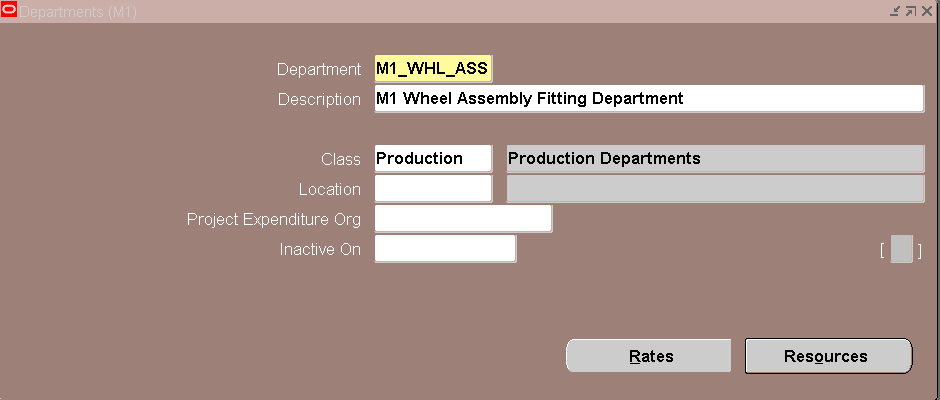 Departments (M1)
Department M1_WHL_ASS
Description M1 Wheel Assembly Fitting Department
Class Production Production Departments
Location
Project Expenditure Org
Inactive On [ ]
Rates Resources